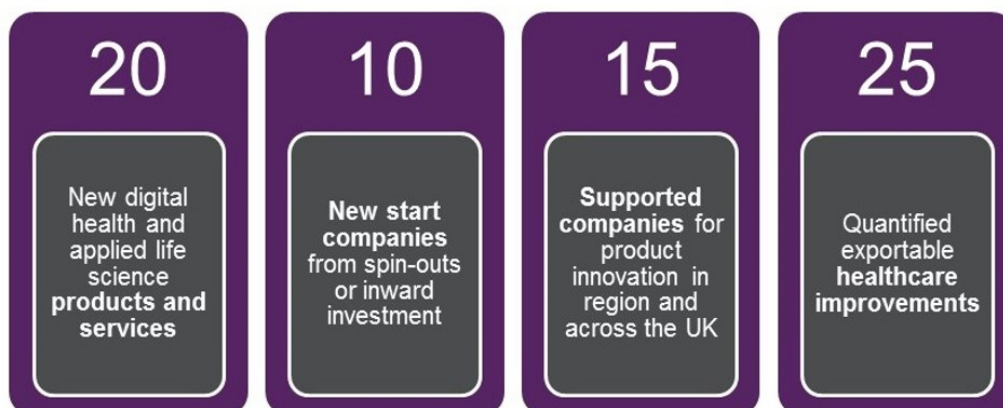 20
New digital
health and
applied life
science
products and
services
10
New start
companies
from spin-outs
or inward
investment
15
Supported
companies for
product
innovation in
region and
across the UK
25
Quantified
exportable
healthcare
improvements